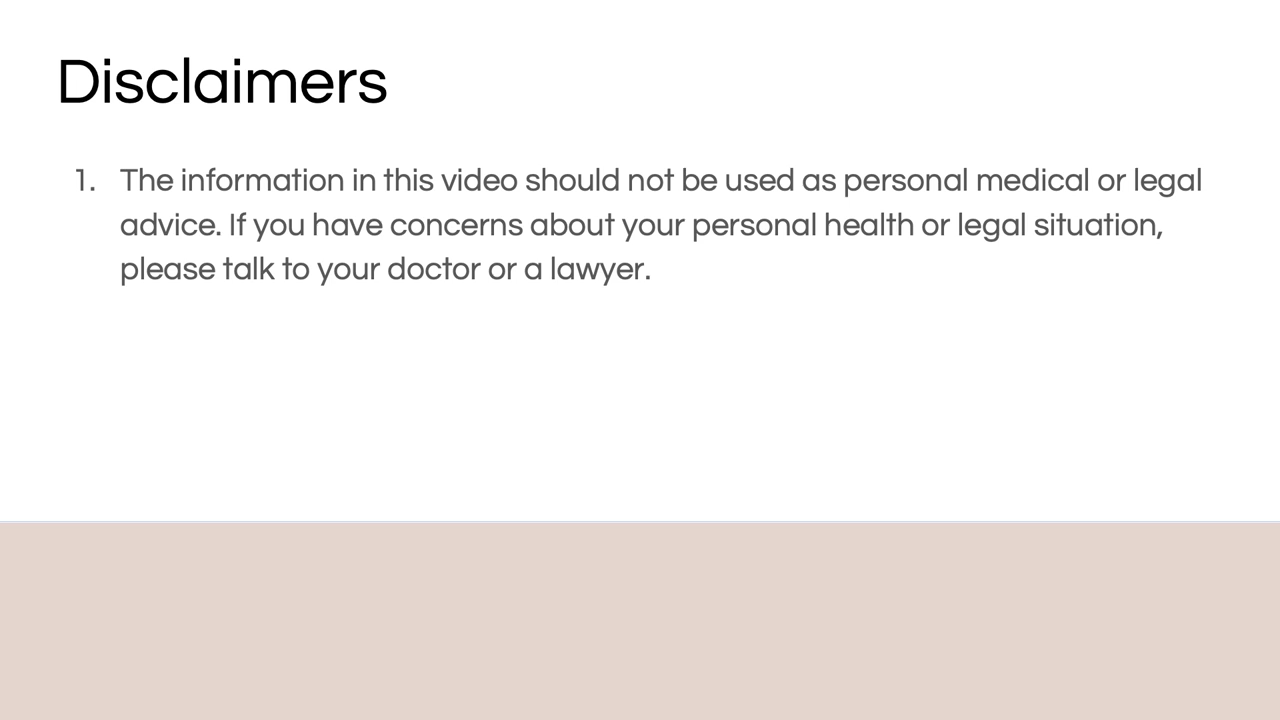 Disclaimers
1. The information in this video should not be used as personal medical or legal
advice. If you have concerns about your personal health or legal situation,
please talk to your doctor or a lawyer.